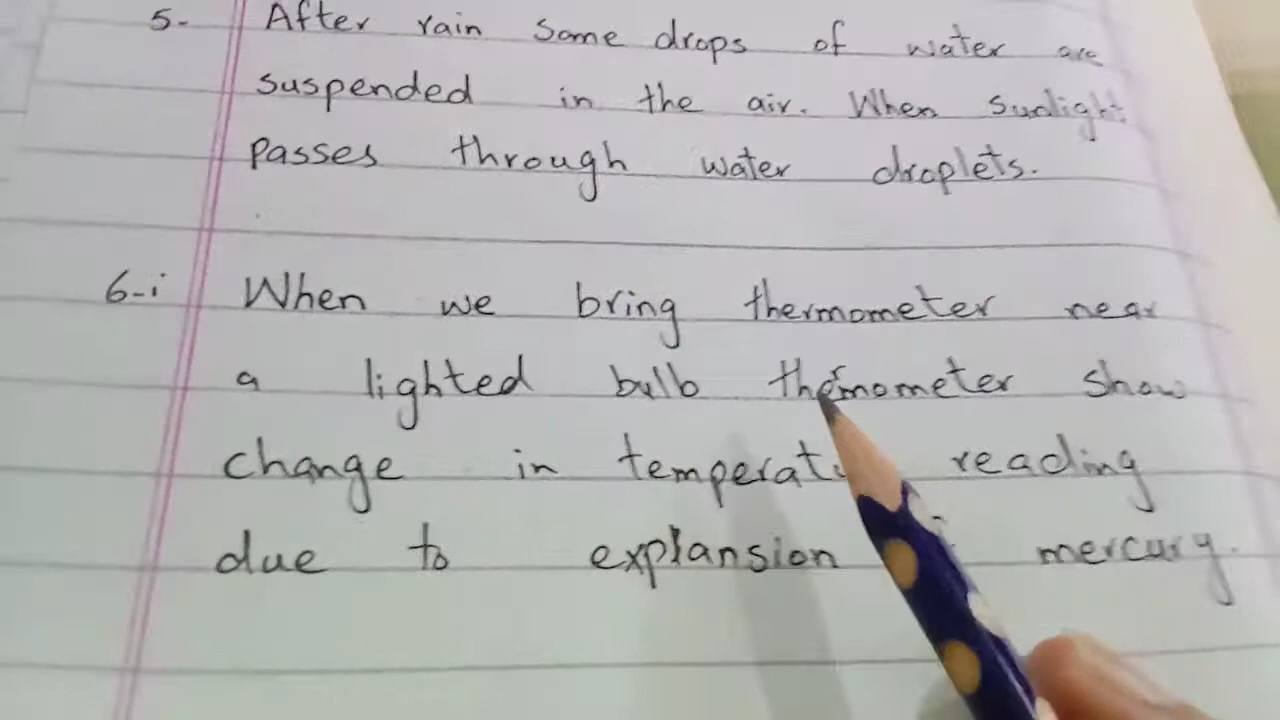 5- After rain some drops of water are
suspended in the air. When sunlight
passes through water droplets.
6-i When we bring thermometer near
a lighted bulb thermometer show
change in reading
due to explansion mercury.